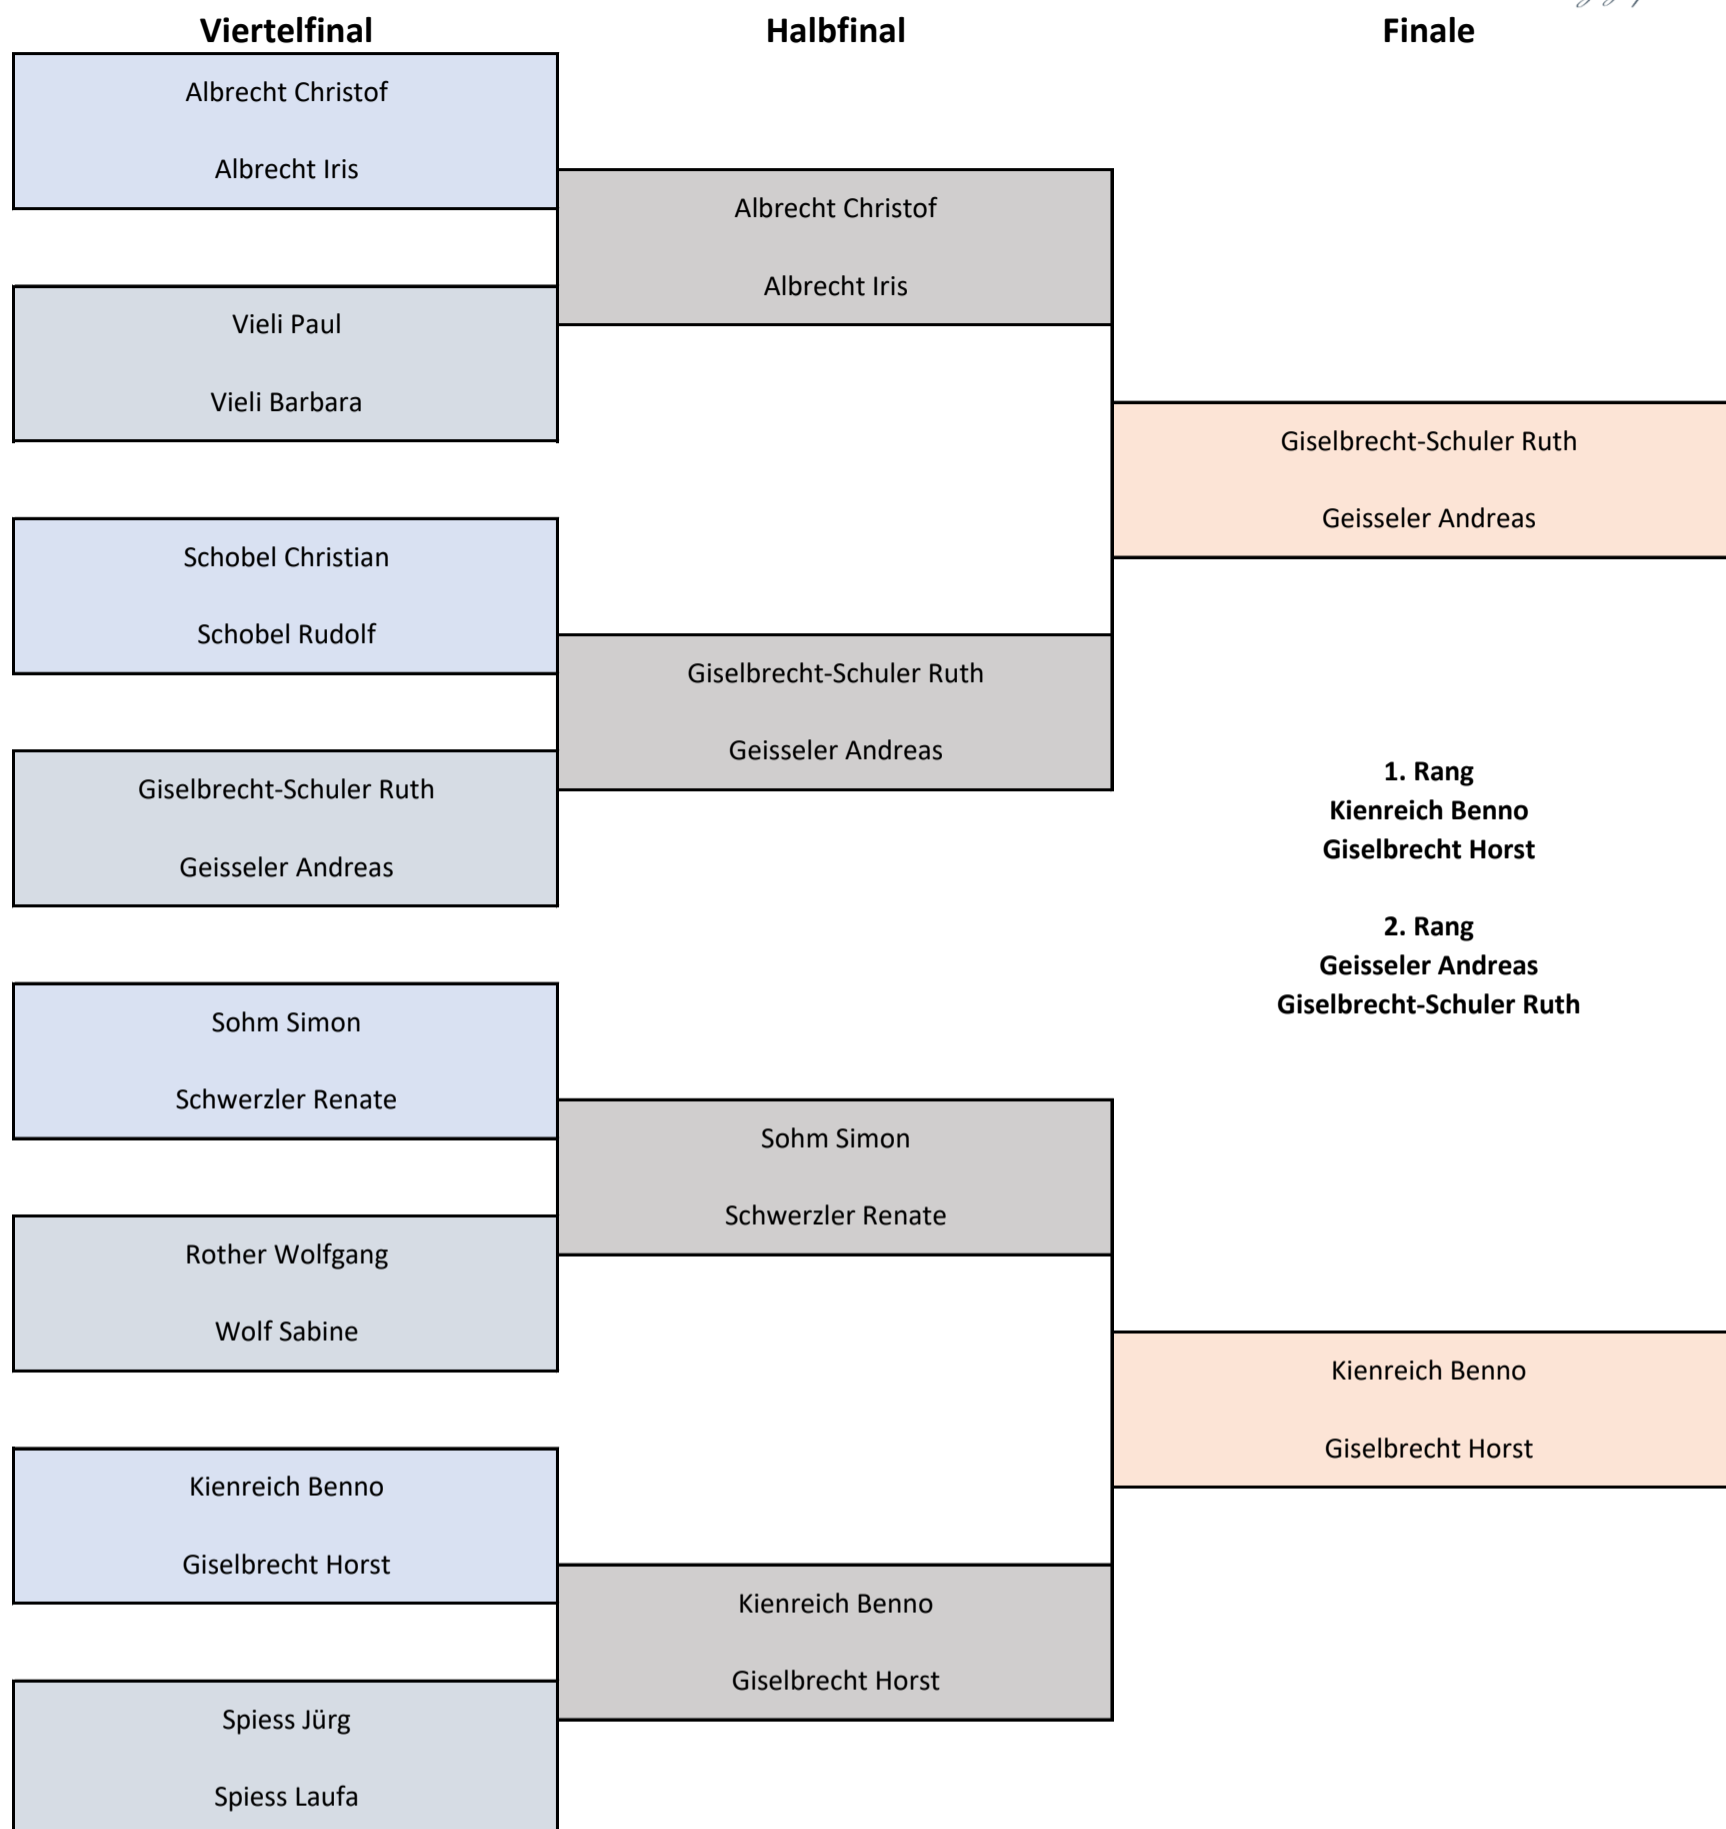 Viertelfinal
Halbfinal
Finale
Albrecht Christof
Albrecht Iris
Vieli Paul
Vieli Barbara
Schobel Christian
Schobel Rudolf
Giselbrecht-Schuler Ruth
Geisseler Andreas
Sohm Simon
Schwerzler Renate
Rother Wolfgang
Wolf Sabine
Kienreich Benno
Giselbrecht Horst
Spiess Jürg
Spiess Laufa
Albrecht Christof
Albrecht Iris
Giselbrecht-Schuler Ruth
Geisseler Andreas
Sohm Simon
Schwerzler Renate
Kienreich Benno
Giselbrecht Horst
Giselbrecht-Schuler Ruth
Geisseler Andreas
1. Rang
Kienreich Benno
Giselbrecht Horst
2. Rang
Geisseler Andreas
Giselbrecht-Schuler Ruth
Kienreich Benno
Giselbrecht Horst